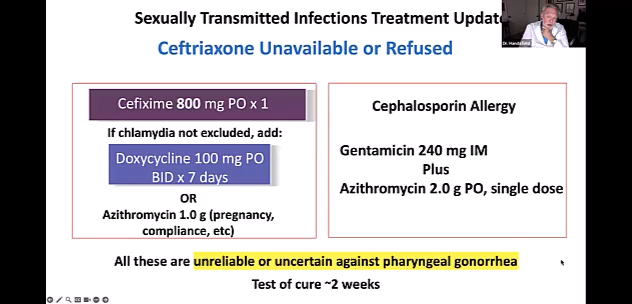 Sexually Transmitted Infections Treatment Updat
Ceftriaxone Unavailable or Refused
Cefixime 800 mg PO x 1
If chlamydia not excluded, add:
Doxycycline 100 mg PO
BID x 7 days
OR
Azithromycin 1.0 g (pregnancy,
compliance, etc)
Cephalosporin Allergy
Gentamicin 240 mg IM
Plus
Azithromycin 2.0 g PO, single dose
All these are unreliable or uncertain against pharyngeal gonorrhea
Test of cure ~2 weeks